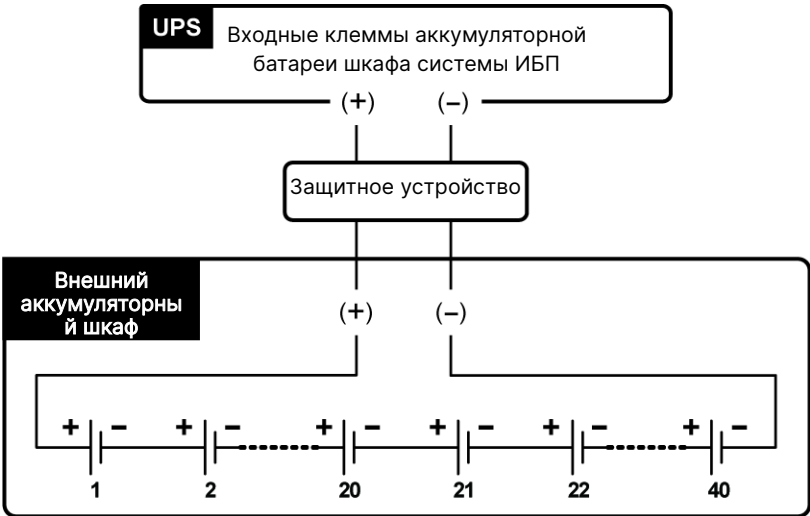 UPS
Входные клеммы аккумуляторной
батареи шкафа системы ИБП
(+) (−)
Защитное устройство
Внешний
аккумуляторны
й шкаф
(+) (−)
+ − + − + − + − + − + −
1 2 20 21 22 40